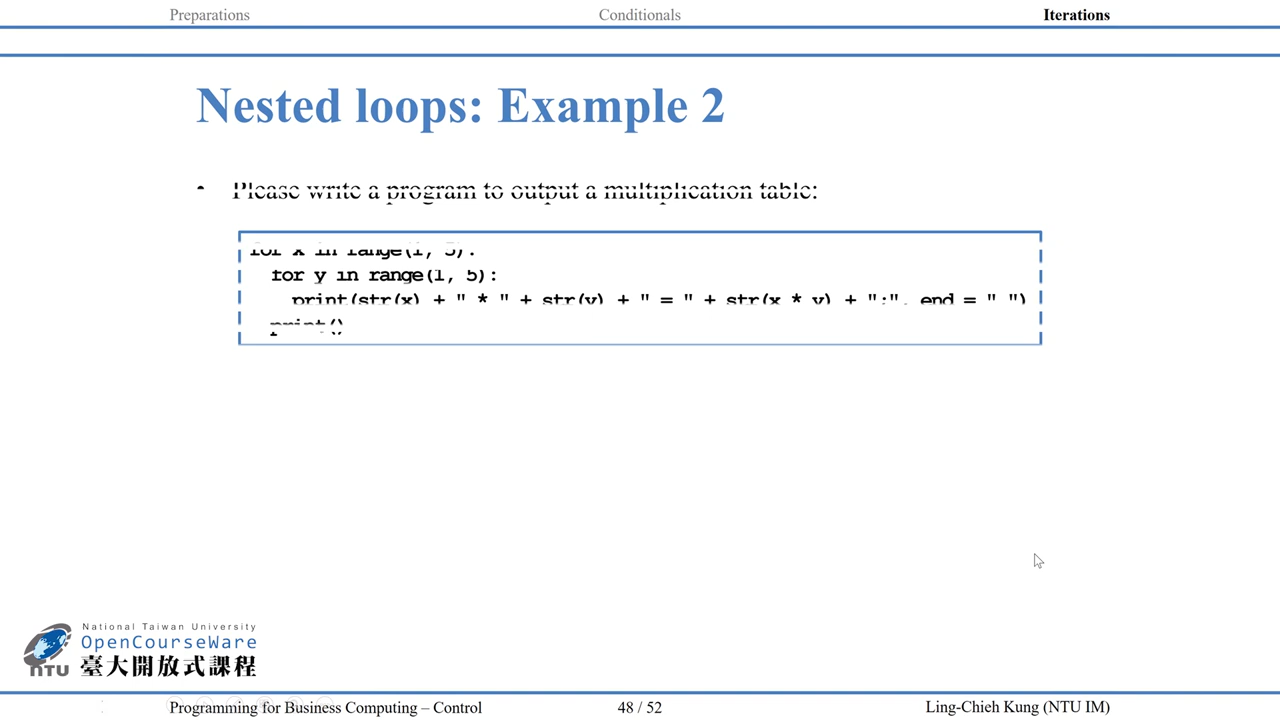 Preparations
Conditionals
Iterations
Nested loops: Example 2
• Please write a program to output a multiplication table:
for x in range(1, 5):
  for y in range(1, 5):
    print(str(x) + " * " + str(y) + " = " + str(x * y) + ";", end = " ")
  print()
National Taiwan University
OpenCourseWare
NTU 臺大開放式課程
Programming for Business Computing – Control
48 / 52
Ling-Chieh Kung (NTU IM)